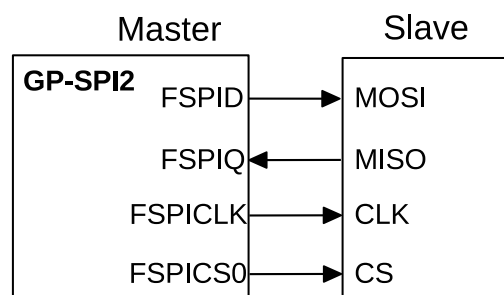 Master
Slave
GP-SPI2
FSPID
MOSI
FSPIQ
MISO
FSPICLK
CLK
FSPICS0
CS